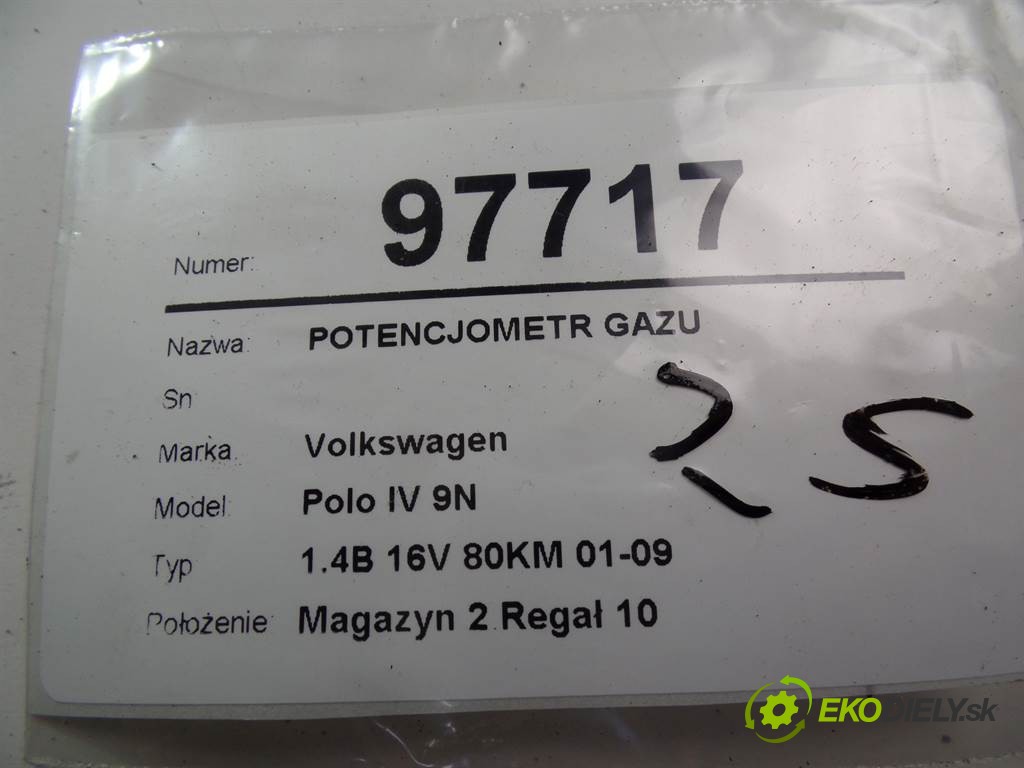 Numer: 97717
Nazwa: POTENCJOMETR GAZU
Sn
Marka Volkswagen
Model: Polo IV 9N
Typ 1.4B 16V 80KM 01-09
Położenie: Magazyn 2 Regał 10
25
EKODIELY.sk